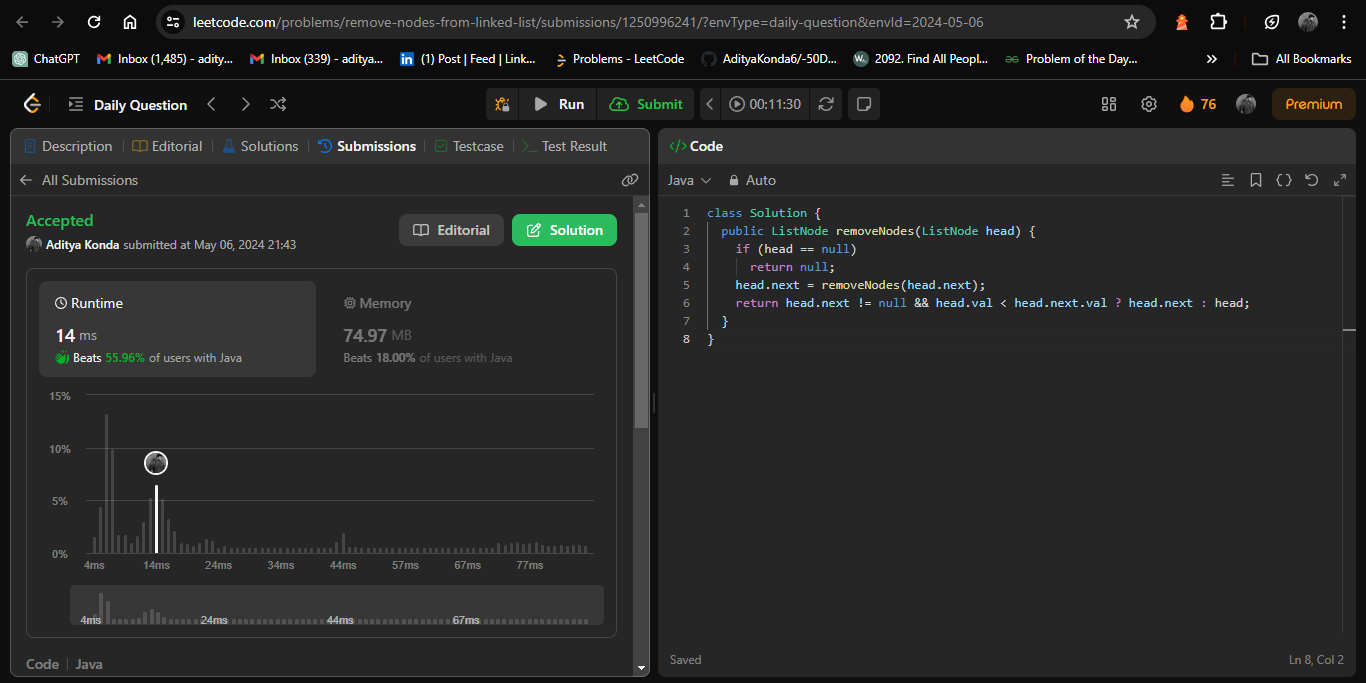 leetcode.com/problems/remove-nodes-from-linked-list/submissions/1250996241/?envType=daily-question&envId=2024-05-06
ChatGPT Inbox (1,485) - adity... Inbox (339) - aditya... (1) Post | Feed | Link... Problems - LeetCode AdityaKonda6/-50D... 2092. Find All Peopl... Problem of the Day... » All Bookmarks
Daily Question Run Submit 00:11:30 76 Premium
Description Editorial Solutions Submissions Testcase Test Result
All Submissions
Accepted
Aditya Konda submitted at May 06, 2024 21:43
Editorial Solution
Runtime
14 ms
Beats 55.96% of users with Java
Memory
74.97 MB
Beats 18.00% of users with Java
15%
10%
5%
0%
4ms 14ms 24ms 34ms 44ms 57ms 67ms 77ms
4ms 24ms 44ms 67ms
Code Java
</> Code
Java Auto
1 class Solution {
2 public ListNode removeNodes(ListNode head) {
3 if (head == null)
4 return null;
5 head.next = removeNodes(head.next);
6 return head.next != null && head.val < head.next.val ? head.next : head;
7 }
8 }
Saved Ln 8, Col 2